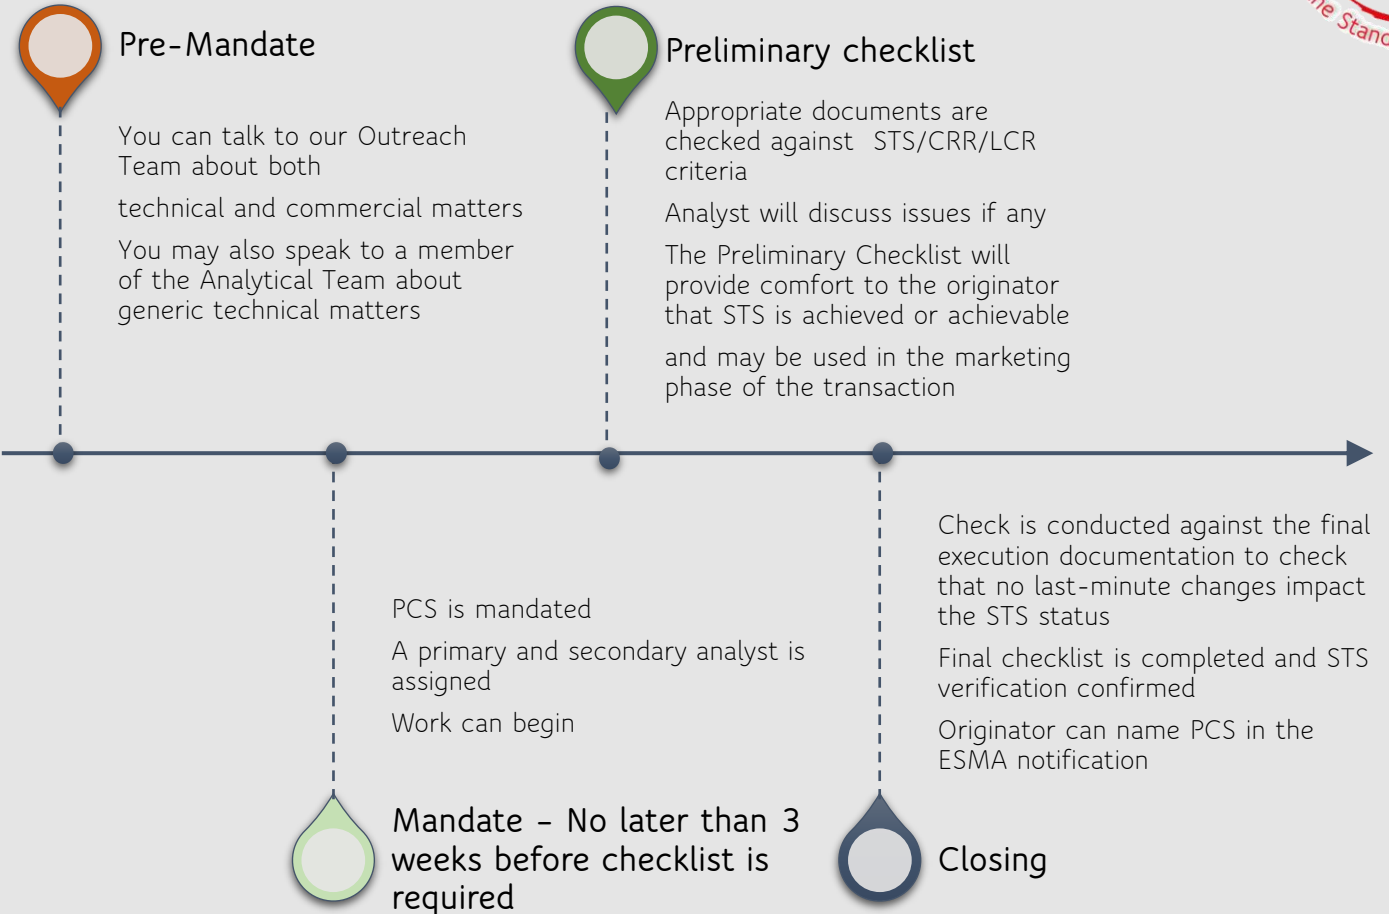 Pre-Mandate
You can talk to our Outreach
Team about both
technical and commercial matters
You may also speak to a member
of the Analytical Team about
generic technical matters
Preliminary checklist
Appropriate documents are
checked against STS/CRR/LCR
criteria
Analyst will discuss issues if any
The Preliminary Checklist will
provide comfort to the originator
that STS is achieved or achievable
and may be used in the marketing
phase of the transaction
PCS is mandated
A primary and secondary analyst is
assigned
Work can begin
Mandate – No later than 3
weeks before checklist is
required
Check is conducted against the final
execution documentation to check
that no last-minute changes impact
the STS status
Final checklist is completed and STS
verification confirmed
Originator can name PCS in the
ESMA notification
Closing